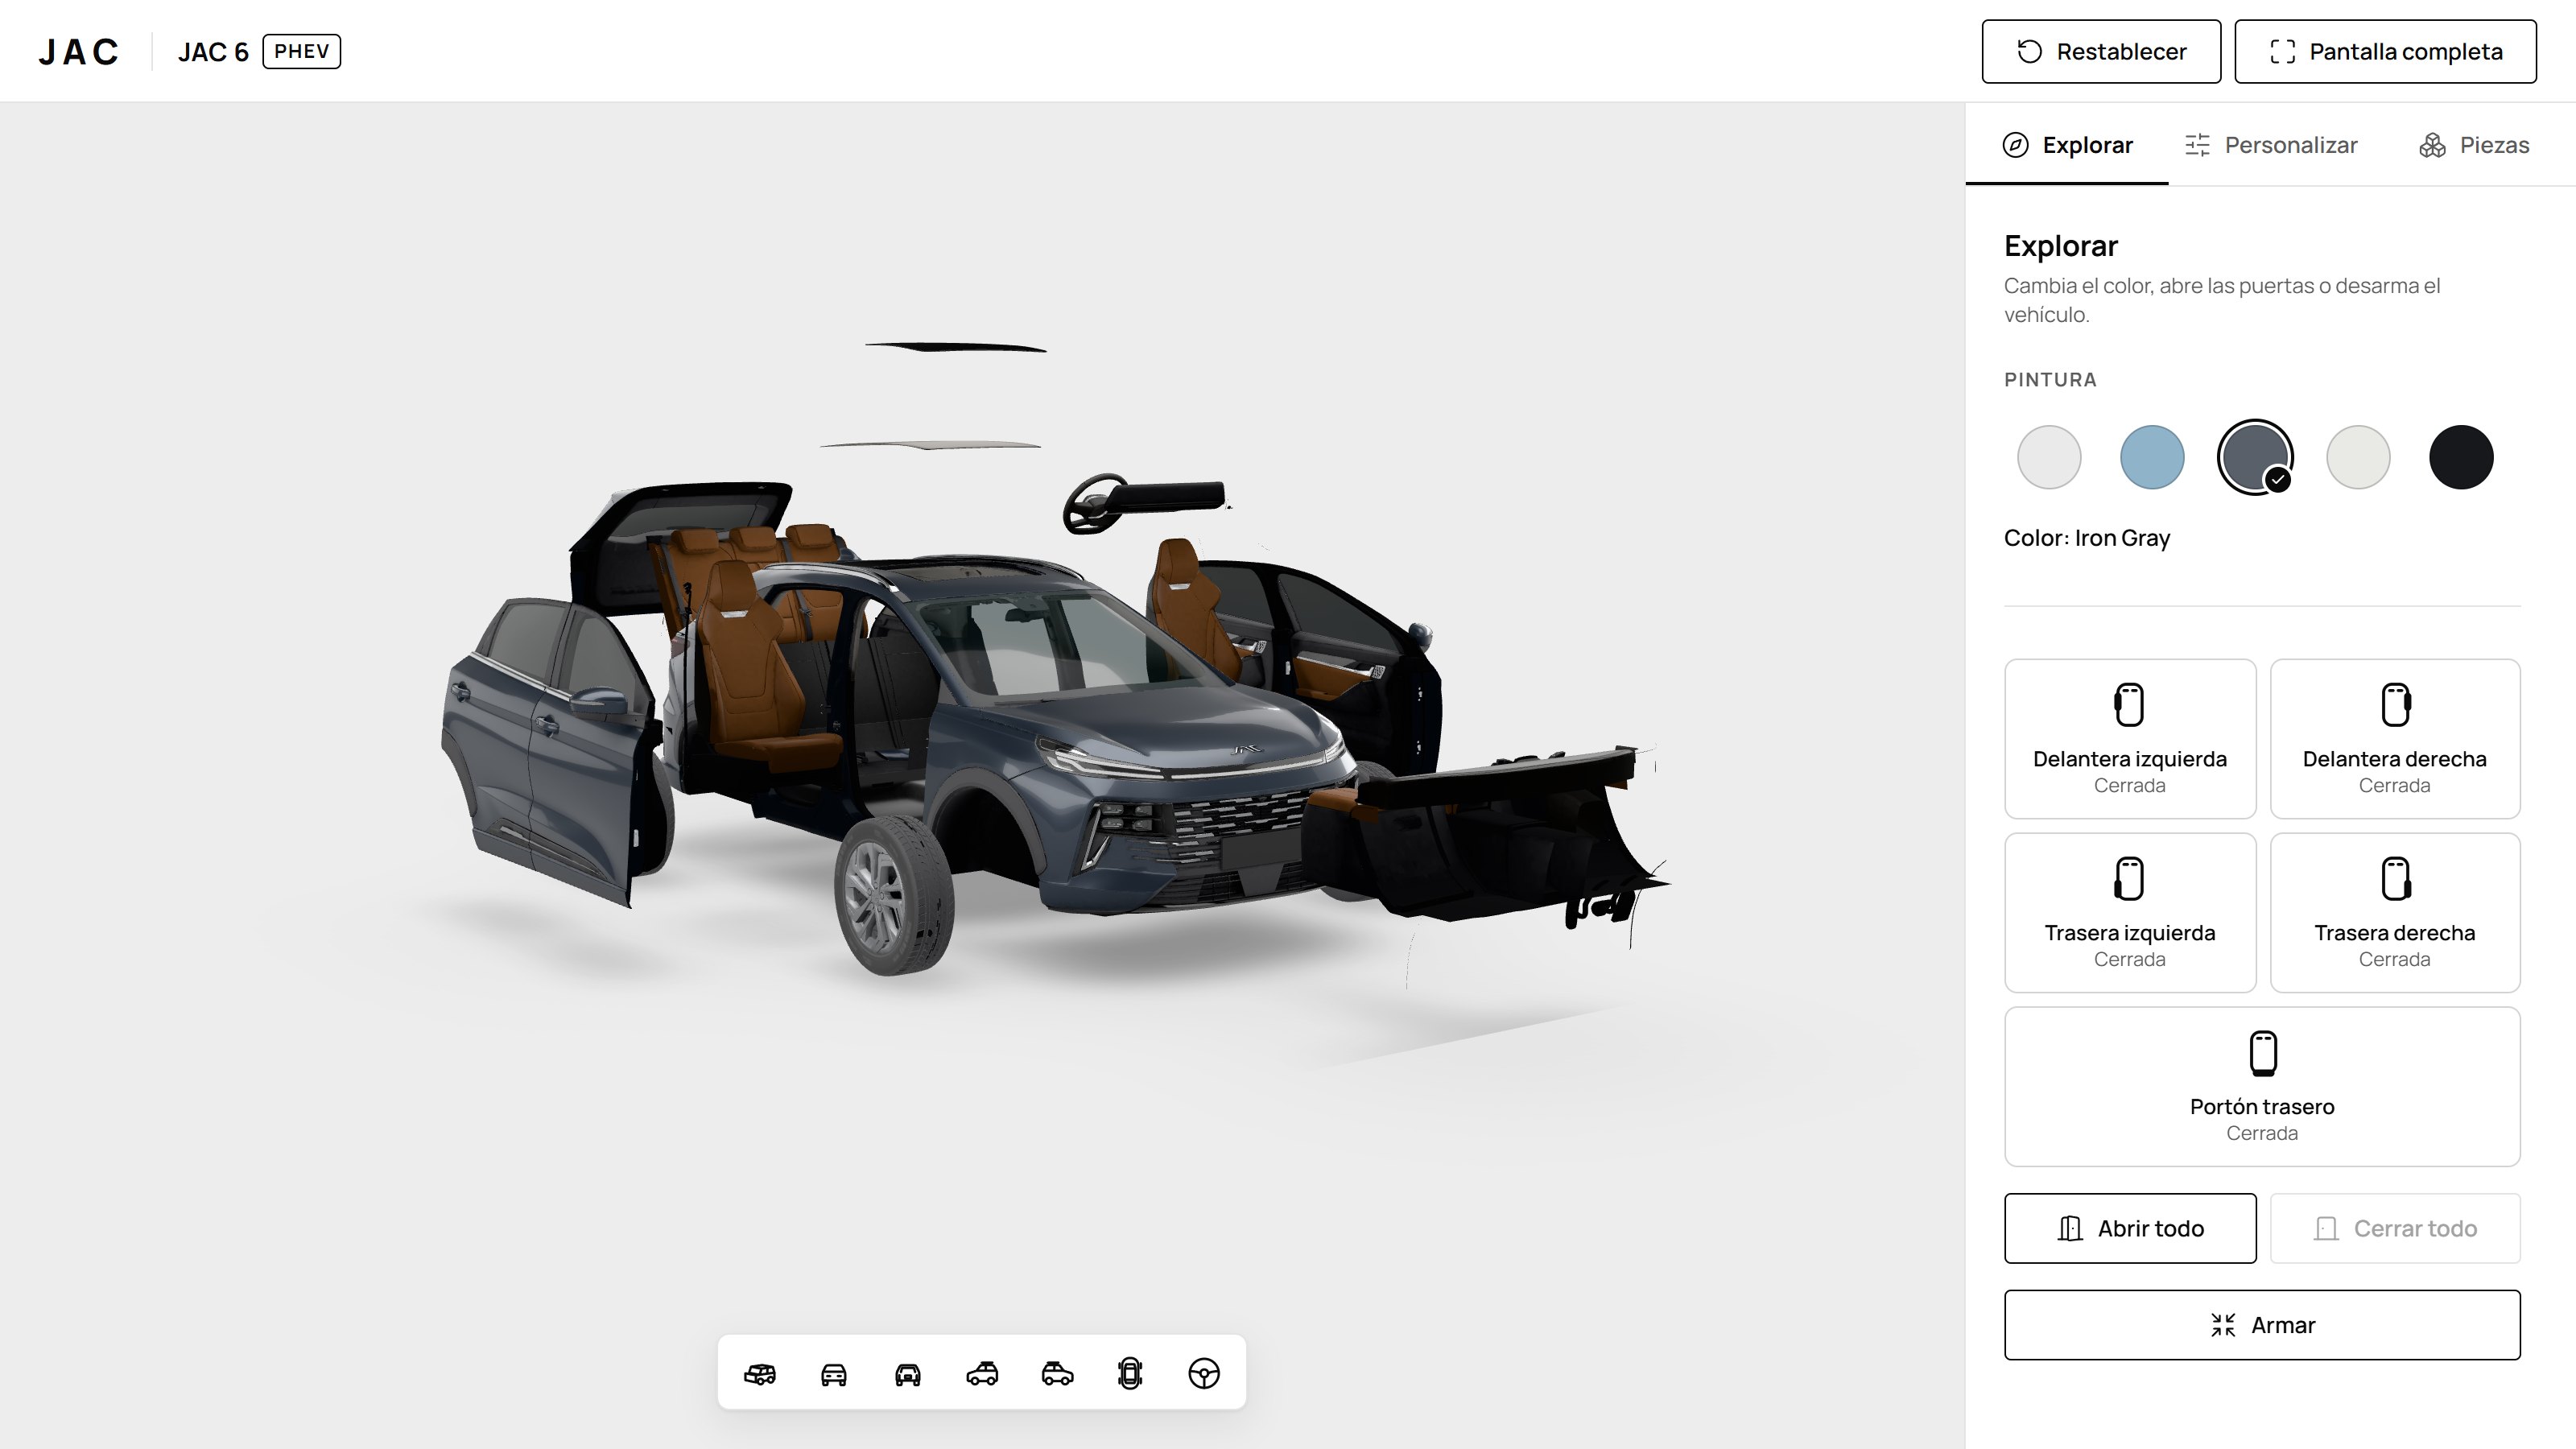 JAC
JAC 6
PHEV
Restablecer
Pantalla completa
Explorar
Personalizar
Piezas
Explorar
Cambia el color, abre las puertas o desarma el
vehículo.
PINTURA
Color: Iron Gray
Delantera izquierda
Cerrada
Delantera derecha
Cerrada
Trasera izquierda
Cerrada
Trasera derecha
Cerrada
Portón trasero
Cerrada
Abrir todo
Cerrar todo
Armar